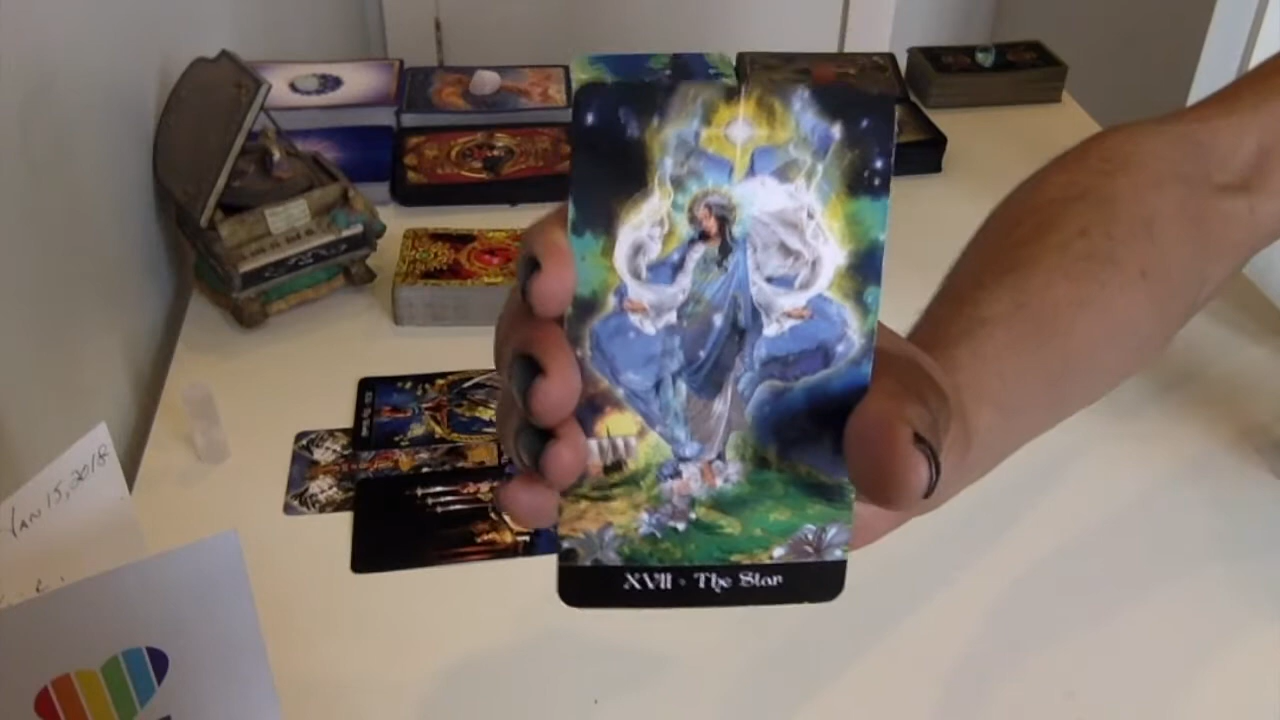 JAN 15, 2018
XVII • The Star